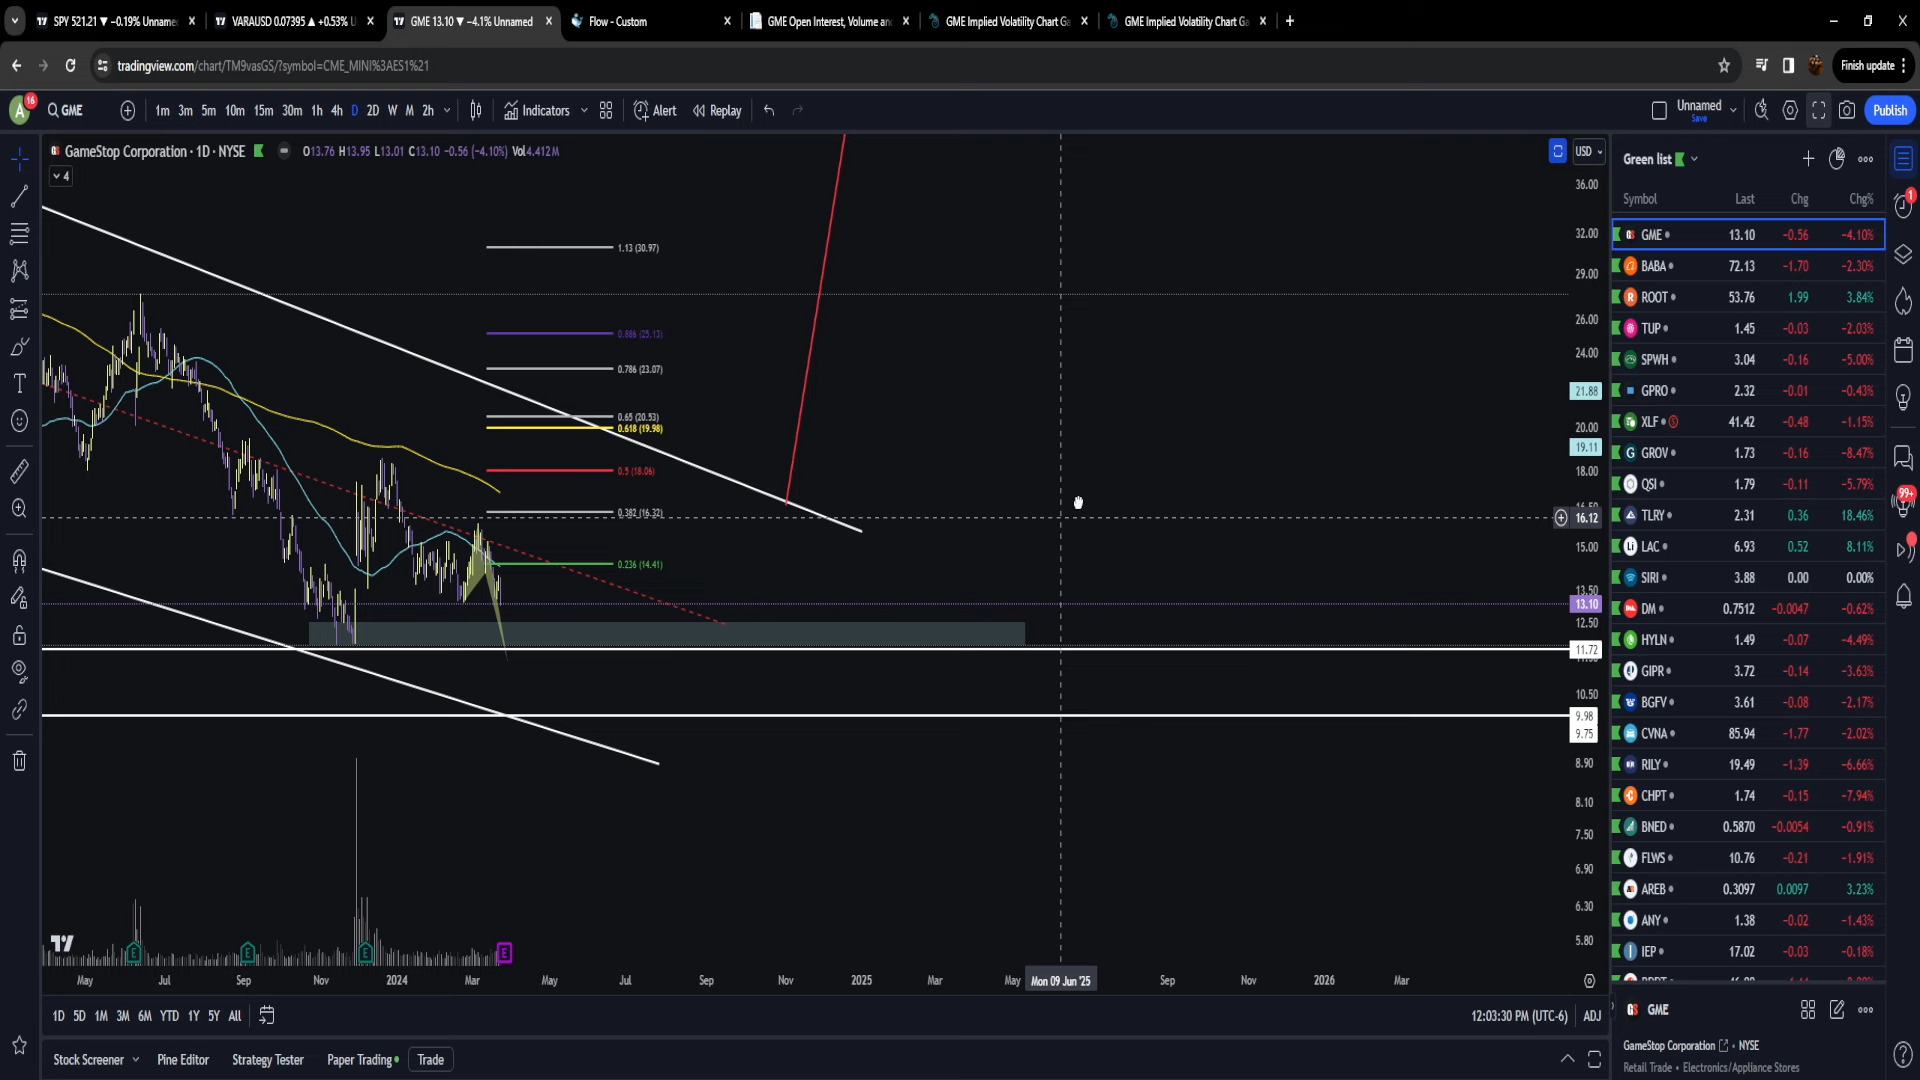 SPY 521.21 ▼ −0.19% Unname
VARAUSD 0.07395 ▲ +0.53% U
GME 13.10 ▼ −4.1% Unnamed
Flow - Custom
GME Open Interest, Volume an
GME Implied Volatility Chart Ga
GME Implied Volatility Chart Ga
tradingview.com/chart/TM9vasGS/?symbol=CME_MINI%3AES1%21
Finish update
A 16 GME 1m 3m 5m 10m 15m 30m 1h 4h D 2D W M 2h Indicators Alert Replay
Unnamed
Save
Publish
GameStop Corporation · 1D · NYSE O13.76 H13.95 L13.01 C13.10 −0.56 (−4.10%) Vol4.412M
4
USD
1.13 (30.97)
0.886 (25.13)
0.786 (23.07)
0.65 (20.53)
0.618 (19.98)
0.5 (18.06)
0.382 (16.32)
0.236 (14.41)
36.00
32.00
29.00
26.00
24.00
21.88
20.00
19.11
18.00
16.12
15.00
13.50
13.10
12.50
11.72
10.50
9.98
9.75
8.90
8.10
7.50
6.90
6.30
5.80
E E E E
May Jul Sep Nov 2024 Mar May Jul Sep Nov 2025 Mar May Mon 09 Jun '25 Sep Nov 2026 Mar
1D 5D 1M 3M 6M YTD 1Y 5Y All
12:03:30 PM (UTC-6) ADJ
Stock Screener Pine Editor Strategy Tester Paper Trading Trade
Green list
Symbol Last Chg Chg%
GME 13.10 −0.56 −4.10%
BABA 72.13 −1.70 −2.30%
ROOT 53.76 1.99 3.84%
TUP 1.45 −0.03 −2.03%
SPWH 3.04 −0.16 −5.00%
GPRO 2.32 −0.01 −0.43%
XLF 41.42 −0.48 −1.15%
GROV 1.73 −0.16 −8.47%
QSI 1.79 −0.11 −5.79%
TLRY 2.31 0.36 18.46%
LAC 6.93 0.52 8.11%
SIRI 3.88 0.00 0.00%
DM 0.7512 −0.0047 −0.62%
HYLN 1.49 −0.07 −4.49%
GIPR 3.72 −0.14 −3.63%
BGFV 3.61 −0.08 −2.17%
CVNA 85.94 −1.77 −2.02%
RILY 19.49 −1.39 −6.66%
CHPT 1.74 −0.15 −7.94%
BNED 0.5870 −0.0054 −0.91%
FLWS 10.76 −0.21 −1.91%
AREB 0.3097 0.0097 3.23%
ANY 1.38 −0.02 −1.43%
IEP 17.02 −0.03 −0.18%
GME
GameStop Corporation • NYSE
Retail Trade • Electronics/Appliance Stores
1
99+